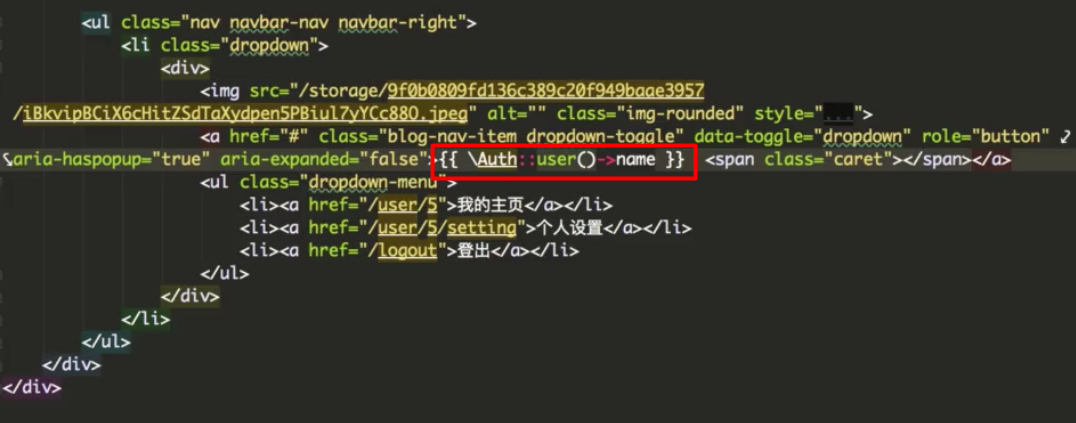 <ul class="nav navbar-nav navbar-right">
<li class="dropdown">
<div>
<img src="/storage/9f0b0809fd136c389c20f949baae3957
/iBkvipBCiX6cHitZSdTaXydpen5PBiul7yYCc88O.jpeg" alt="" class="img-rounded" style="...">
<a href="#" class="blog-nav-item dropdown-toggle" data-toggle="dropdown" role="button"
aria-haspopup="true" aria-expanded="false">{{ \Auth::user()->name }} <span class="caret"></span></a>
<ul class="dropdown-menu">
<li><a href="/user/5">我的主页</a></li>
<li><a href="/user/5/setting">个人设置</a></li>
<li><a href="/logout">登出</a></li>
</ul>
</div>
</li>
</ul>
</div>
</div>